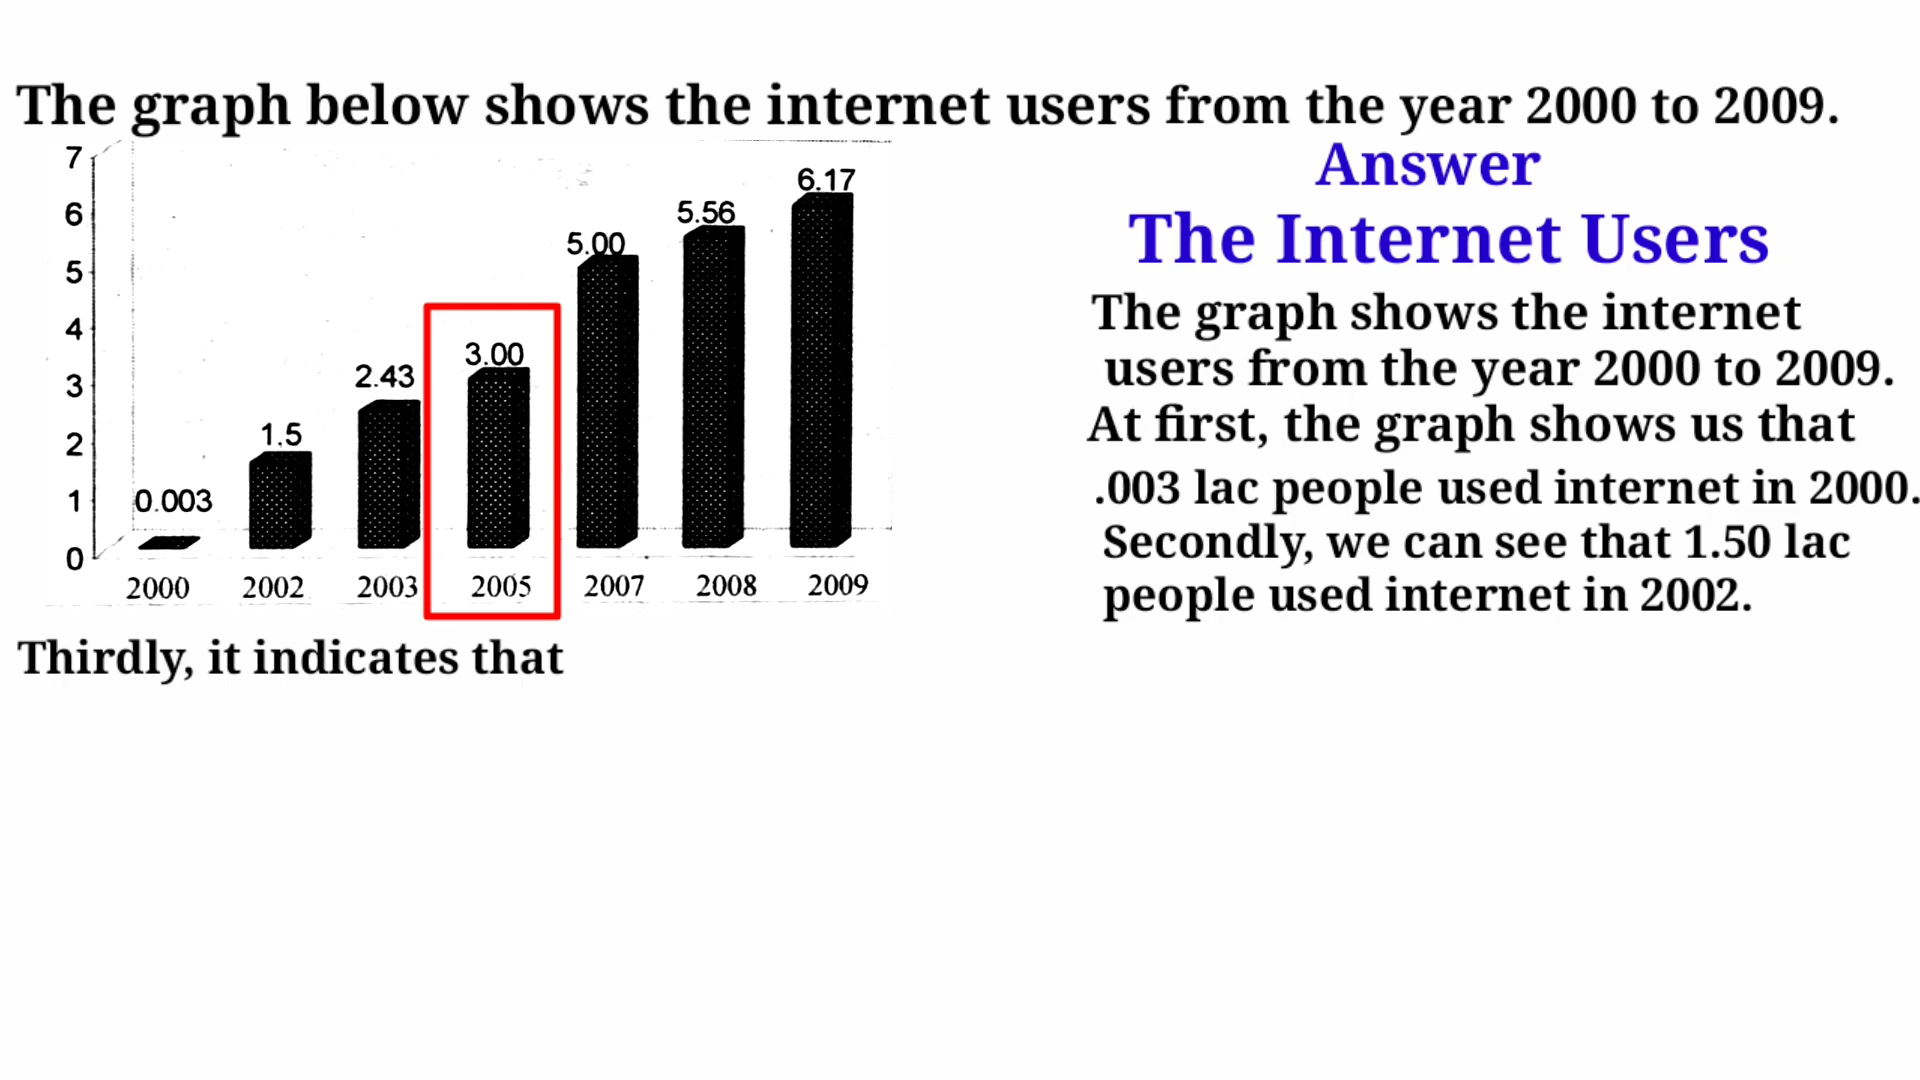 The graph below shows the internet users from the year 2000 to 2009.
7
6
5
4
3
2
1
0
0.003
1.5
2.43
3.00
5.00
5.56
6.17
2000
2002
2003
2005
2007
2008
2009
Answer
The Internet Users
The graph shows the internet
users from the year 2000 to 2009.
At first, the graph shows us that
.003 lac people used internet in 2000.
Secondly, we can see that 1.50 lac
people used internet in 2002.
Thirdly, it indicates that